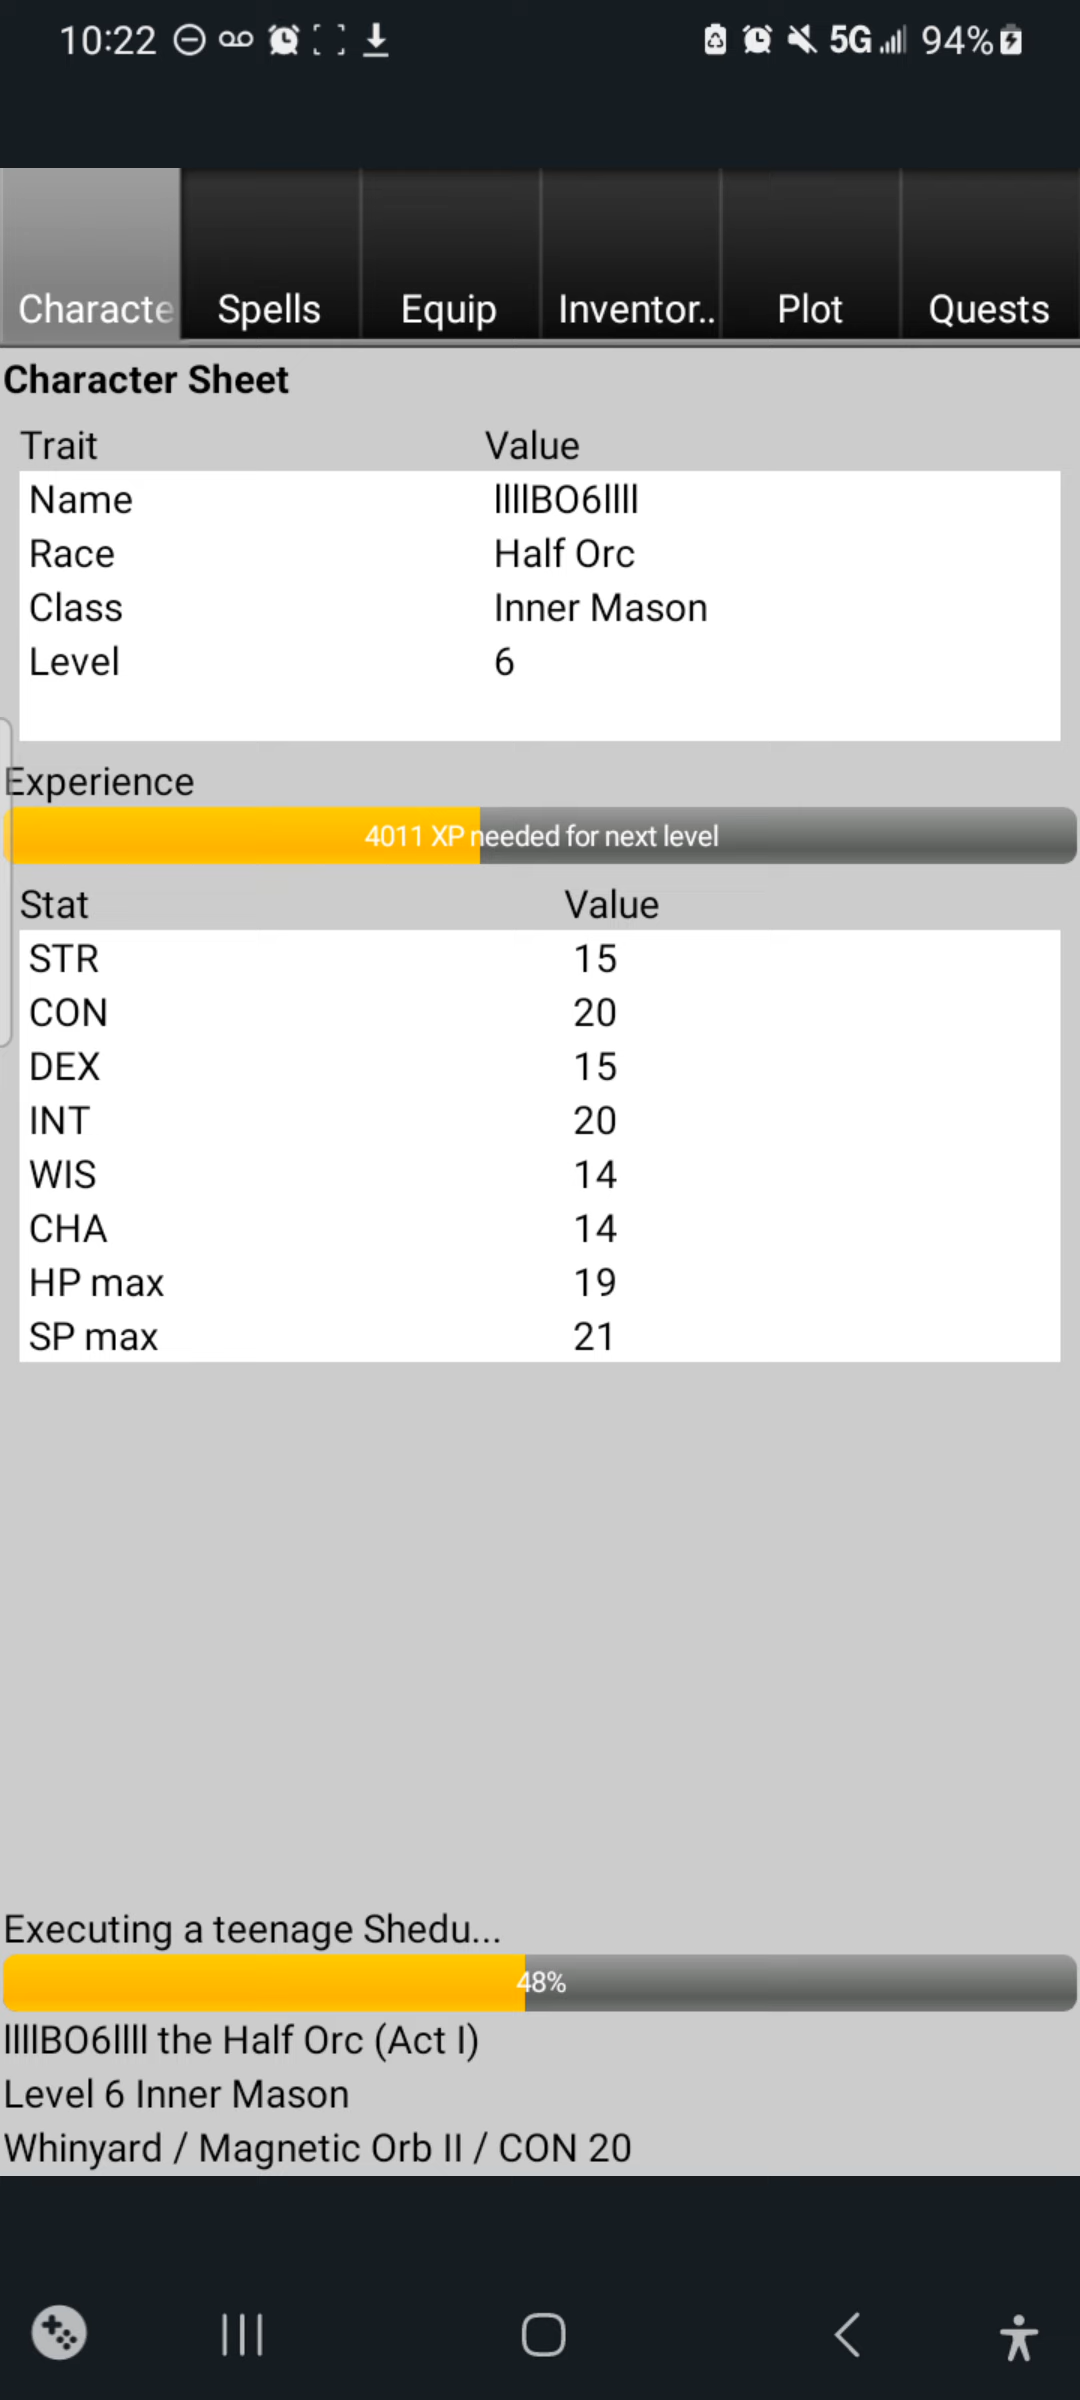 10:22 5G 94%
Characte Spells Equip Inventor.. Plot Quests
Character Sheet
Trait Value
Name llllBO6llll
Race Half Orc
Class Inner Mason
Level 6
Experience
4011 XP needed for next level
Stat Value
STR 15
CON 20
DEX 15
INT 20
WIS 14
CHA 14
HP max 19
SP max 21
Executing a teenage Shedu...
48%
llllBO6llll the Half Orc (Act I)
Level 6 Inner Mason
Whinyard / Magnetic Orb II / CON 20